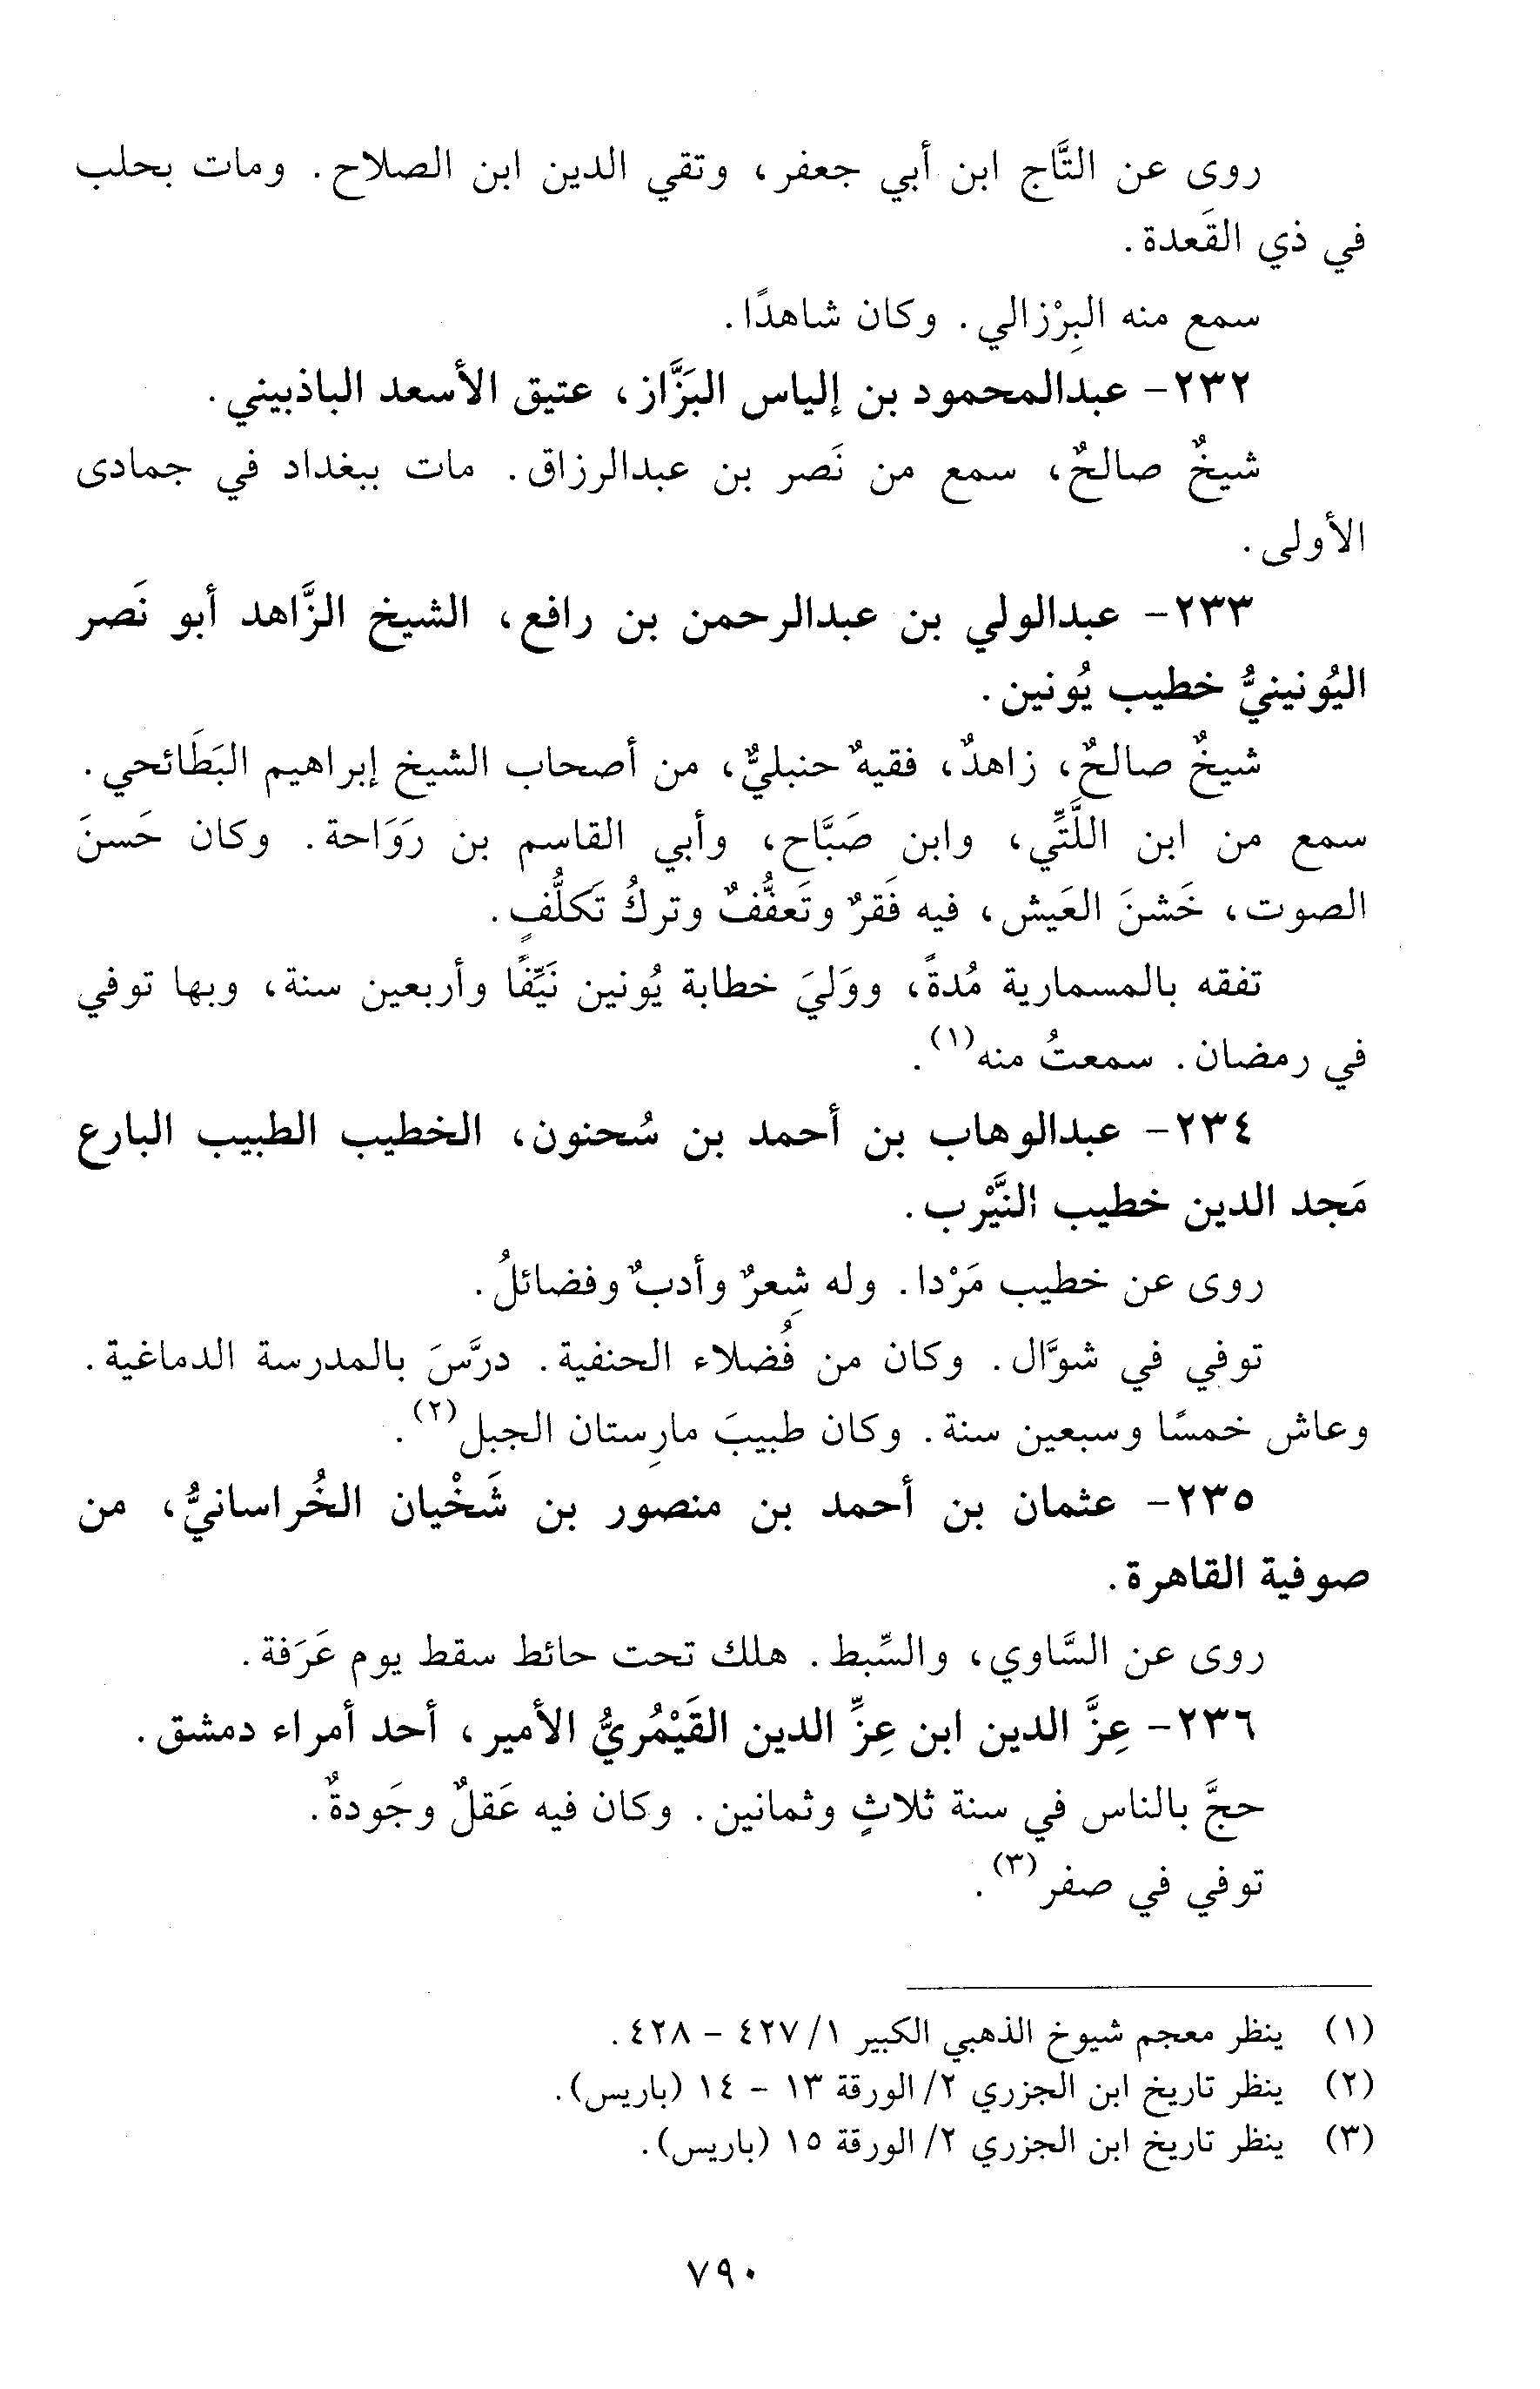 روى عن التَّاج ابن أبي جعفر، وتقي الدين ابن الصلاح. ومات بحلب
في ذي القَعدة.
سمع منه البِرْزالي. وكان شاهدًا.
٢٣٢- عبدالمحمود بن إلياس البَزَّاز، عتيق الأسعد الباذبيني.
شيخٌ صالحٌ، سمع من نَصر بن عبدالرزاق. مات ببغداد في جمادى
الأولى.
٢٣٣- عبدالولي بن عبدالرحمن بن رافع، الشيخ الزَّاهد أبو نَصر
اليُونينيُّ خطيب يُونين.
شيخٌ صالحٌ، زاهدٌ، فقيهٌ حنبليٌّ، من أصحاب الشيخ إبراهيم البَطَائحي.
سمع من ابن اللَّتِّي، وابن صَبَّاح، وأبي القاسم بن رَوَاحة. وكان حَسنَ
الصوت، خَشنَ العَيش، فيه فَقرٌ وتَعفُّفٌ وتركُ تَكلُّفٍ.
تفقه بالمسمارية مُدةً، ووَليَ خطابة يُونين نَيِّفًا وأربعين سنة، وبها توفي
في رمضان. سمعتُ منه(١).
٢٣٤- عبدالوهاب بن أحمد بن سُحنون، الخطيب الطبيب البارع
مَجد الدين خطيب النَّيْرب.
روى عن خطيب مَرْدا. وله شِعرٌ وأدبٌ وفضائلُ.
توفي في شوَّال. وكان من فُضلاء الحنفية. درَّسَ بالمدرسة الدماغية.
وعاش خمسًا وسبعين سنة. وكان طبيبَ مارِستان الجبل(٢).
٢٣٥- عثمان بن أحمد بن منصور بن شَخْيان الخُراسانيُّ، من
صوفية القاهرة.
روى عن السَّاوي، والسِّبط. هلك تحت حائط سقط يوم عَرَفة.
٢٣٦- عِزَّ الدين ابن عِزِّ الدين القَيْمُريُّ الأمير، أحد أمراء دمشق.
حجَّ بالناس في سنة ثلاثٍ وثمانين. وكان فيه عَقلٌ وجَودةٌ.
توفي في صفر(٣).
(١) ينظر معجم شيوخ الذهبي الكبير ١/ ٤٢٧ - ٤٢٨.
(٢) ينظر تاريخ ابن الجزري ٢/ الورقة ١٣ - ١٤ (باريس).
(٣) ينظر تاريخ ابن الجزري ٢/ الورقة ١٥ (باريس).
٧٩٠